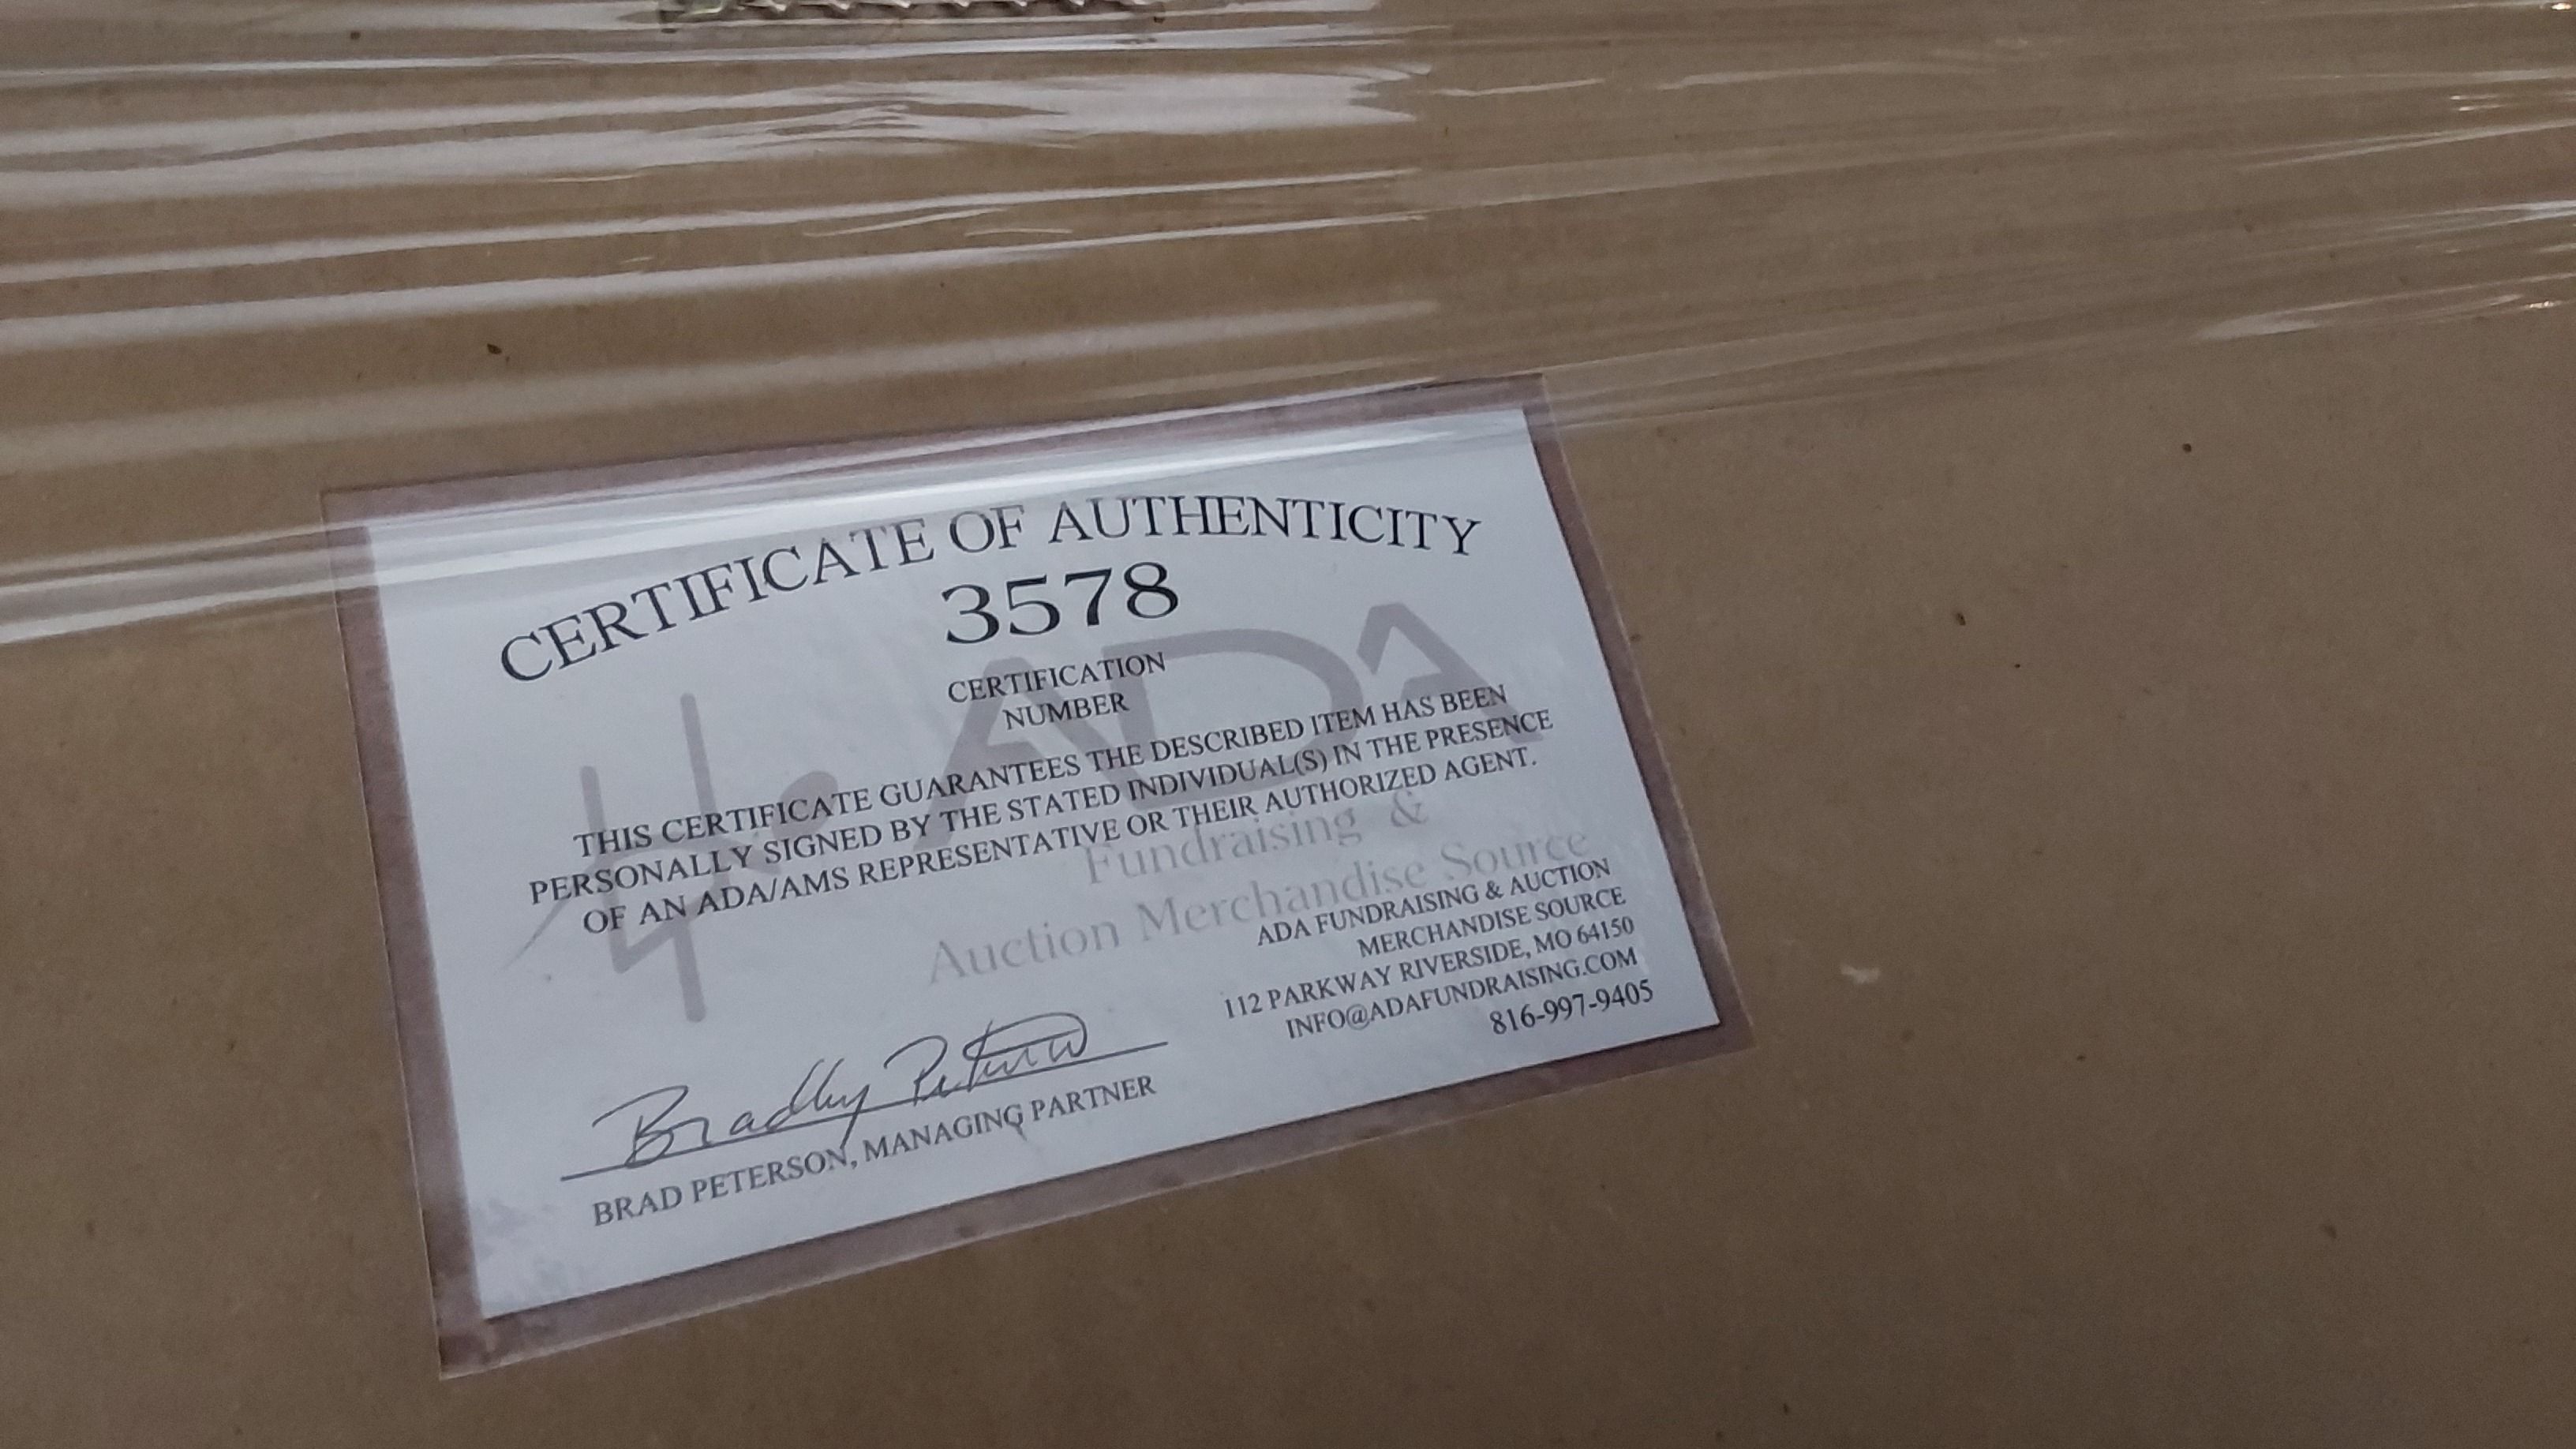 CERTIFICATE OF AUTHENTICITY
3578
CERTIFICATION
NUMBER
THIS CERTIFICATE GUARANTEES THE DESCRIBED ITEM HAS BEEN
PERSONALLY SIGNED BY THE STATED INDIVIDUAL(S) IN THE PRESENCE
OF AN ADA/AMS REPRESENTATIVE OR THEIR AUTHORIZED AGENT.
ADA
Fundraising &
Auction Merchandise Source
ADA FUNDRAISING & AUCTION
MERCHANDISE SOURCE
112 PARKWAY RIVERSIDE, MO 64150
INFO@ADAFUNDRAISING.COM
816-997-9405
Bradley Peterson
BRAD PETERSON, MANAGING PARTNER